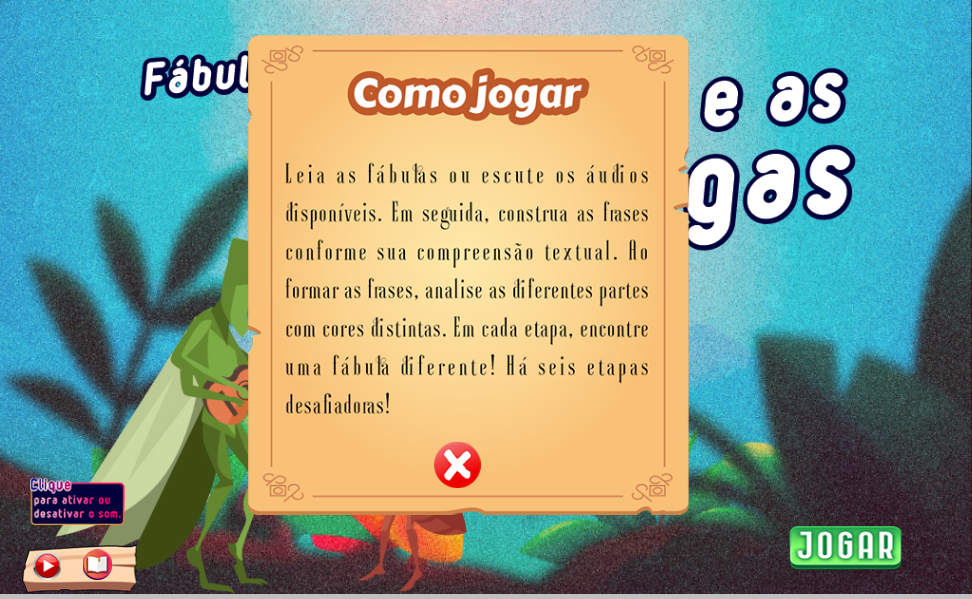 Fábul
e as
gas
Como jogar
Leia as fábulas ou escute os áudios
disponíveis. Em seguida, construa as frases
conforme sua compreensão textual. Ao
formar as frases, analise as diferentes partes
com cores distintas. Em cada etapa, encontre
uma fábula diferente! Há seis etapas
desafiadoras!
Clique
para ativar ou
desativar o som.
JOGAR